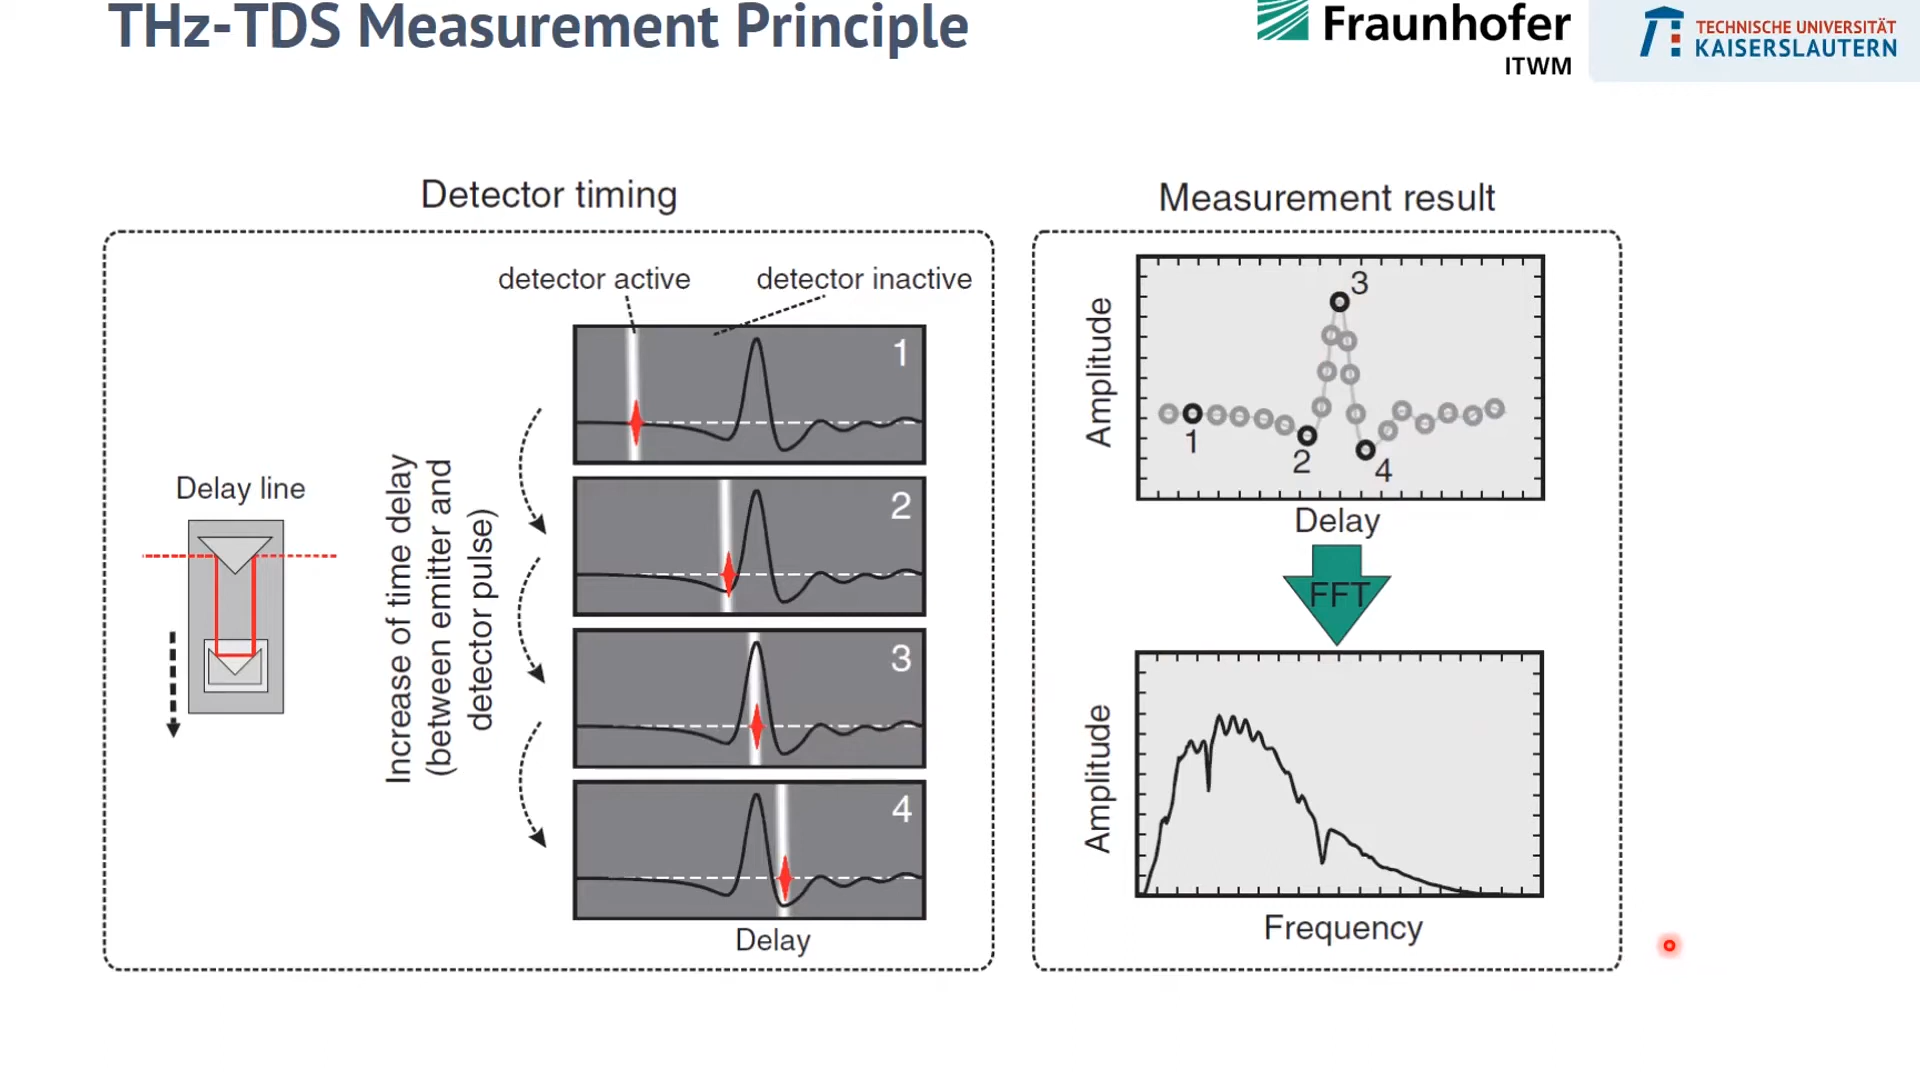 THz-TDS Measurement Principle
Fraunhofer
ITWM
TECHNISCHE UNIVERSITÄT
KAISERSLAUTERN
Detector timing
detector active
detector inactive
Delay line
Increase of time delay
(between emitter and
detector pulse)
1
2
3
4
Delay
Measurement result
Amplitude
1
2
3
4
Delay
FFT
Amplitude
Frequency